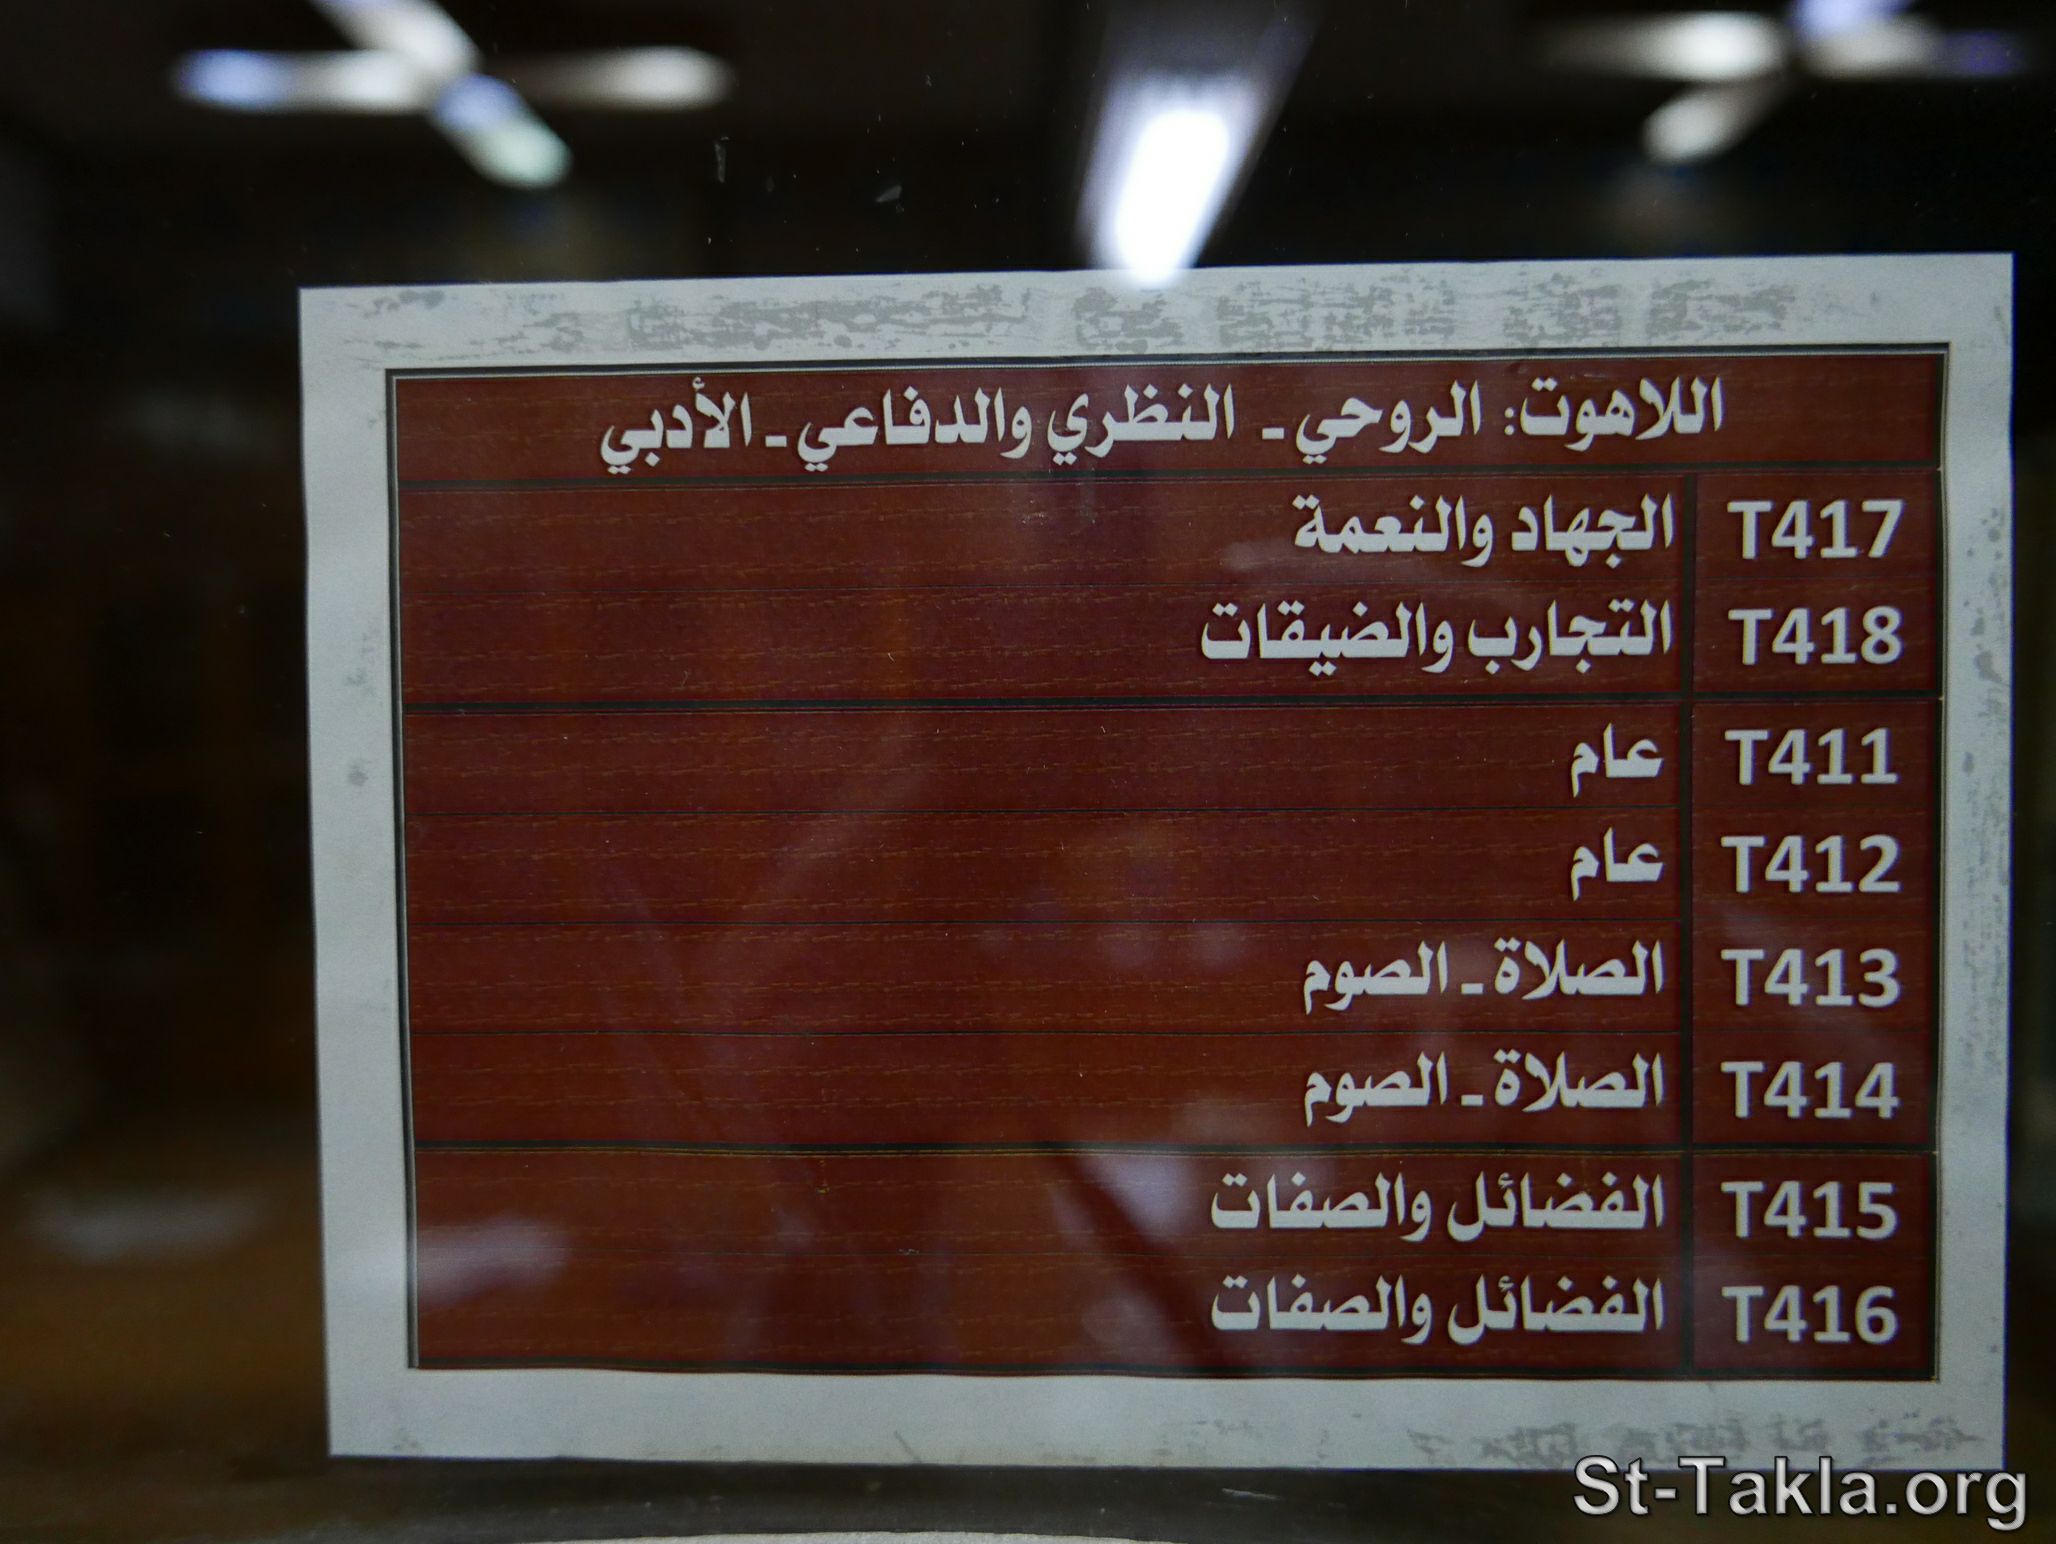 اللاهوت: الروحي - النظري والدفاعي - الأدبي
T417 الجهاد والنعمة
T418 التجارب والضيقات
T411 عام
T412 عام
T413 الصلاة - الصوم
T414 الصلاة - الصوم
T415 الفضائل والصفات
T416 الفضائل والصفات
St-Takla.org